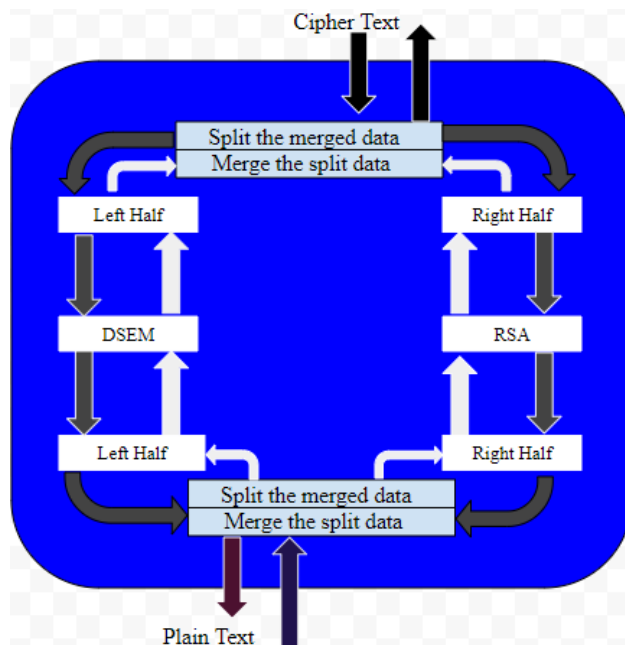 Cipher Text
Split the merged data
Merge the split data
Left Half
Right Half
DSEM
RSA
Left Half
Right Half
Split the merged data
Merge the split data
Plain Text